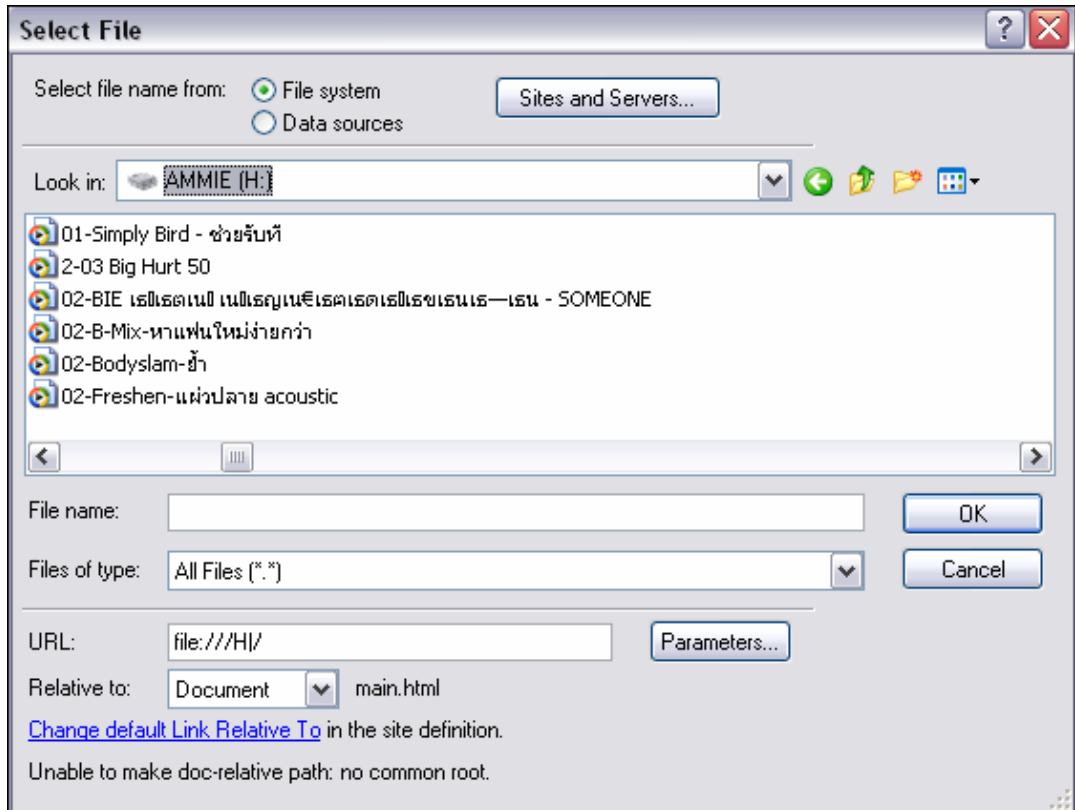 Select File
Select file name from: File system Sites and Servers...
Data sources
Look in: AMMIE (H:)
01-Simply Bird - ช่วยรับที
2-03 Big Hurt 50
02-BIE - SOMEONE
02-B-Mix-หาแฟนใหม่ง่ายกว่า
02-Bodyslam-ย้ำ
02-Freshen-แผ่วปลาย acoustic
File name: OK
Files of type: All Files (*.*) Cancel
URL: file:///H|/ Parameters...
Relative to: Document main.html
Change default Link Relative To in the site definition.
Unable to make doc-relative path: no common root.